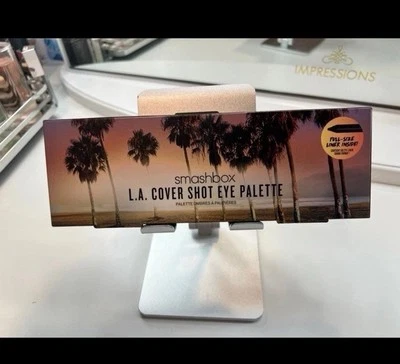 IMPRESSIONS
FULL-SIZE
LINER INSIDE!
smashbox
L.A. COVER SHOT EYE PALETTE
PALETTE OMBRES À PAUPIÈRES